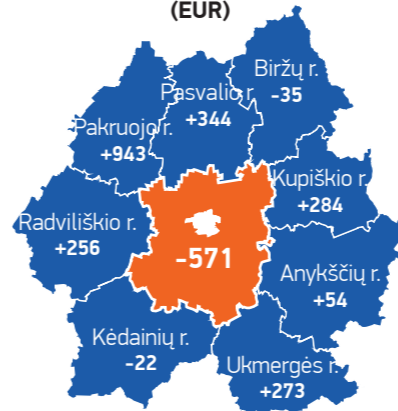 (EUR)
Biržų r.
-35
Pasvalio r.
+344
Pakruojo r.
+943
Kupiškio r.
+284
Radviliškio r.
+256
-571
Anykščių r.
+54
Kėdainių r.
-22
Ukmergės r.
+273